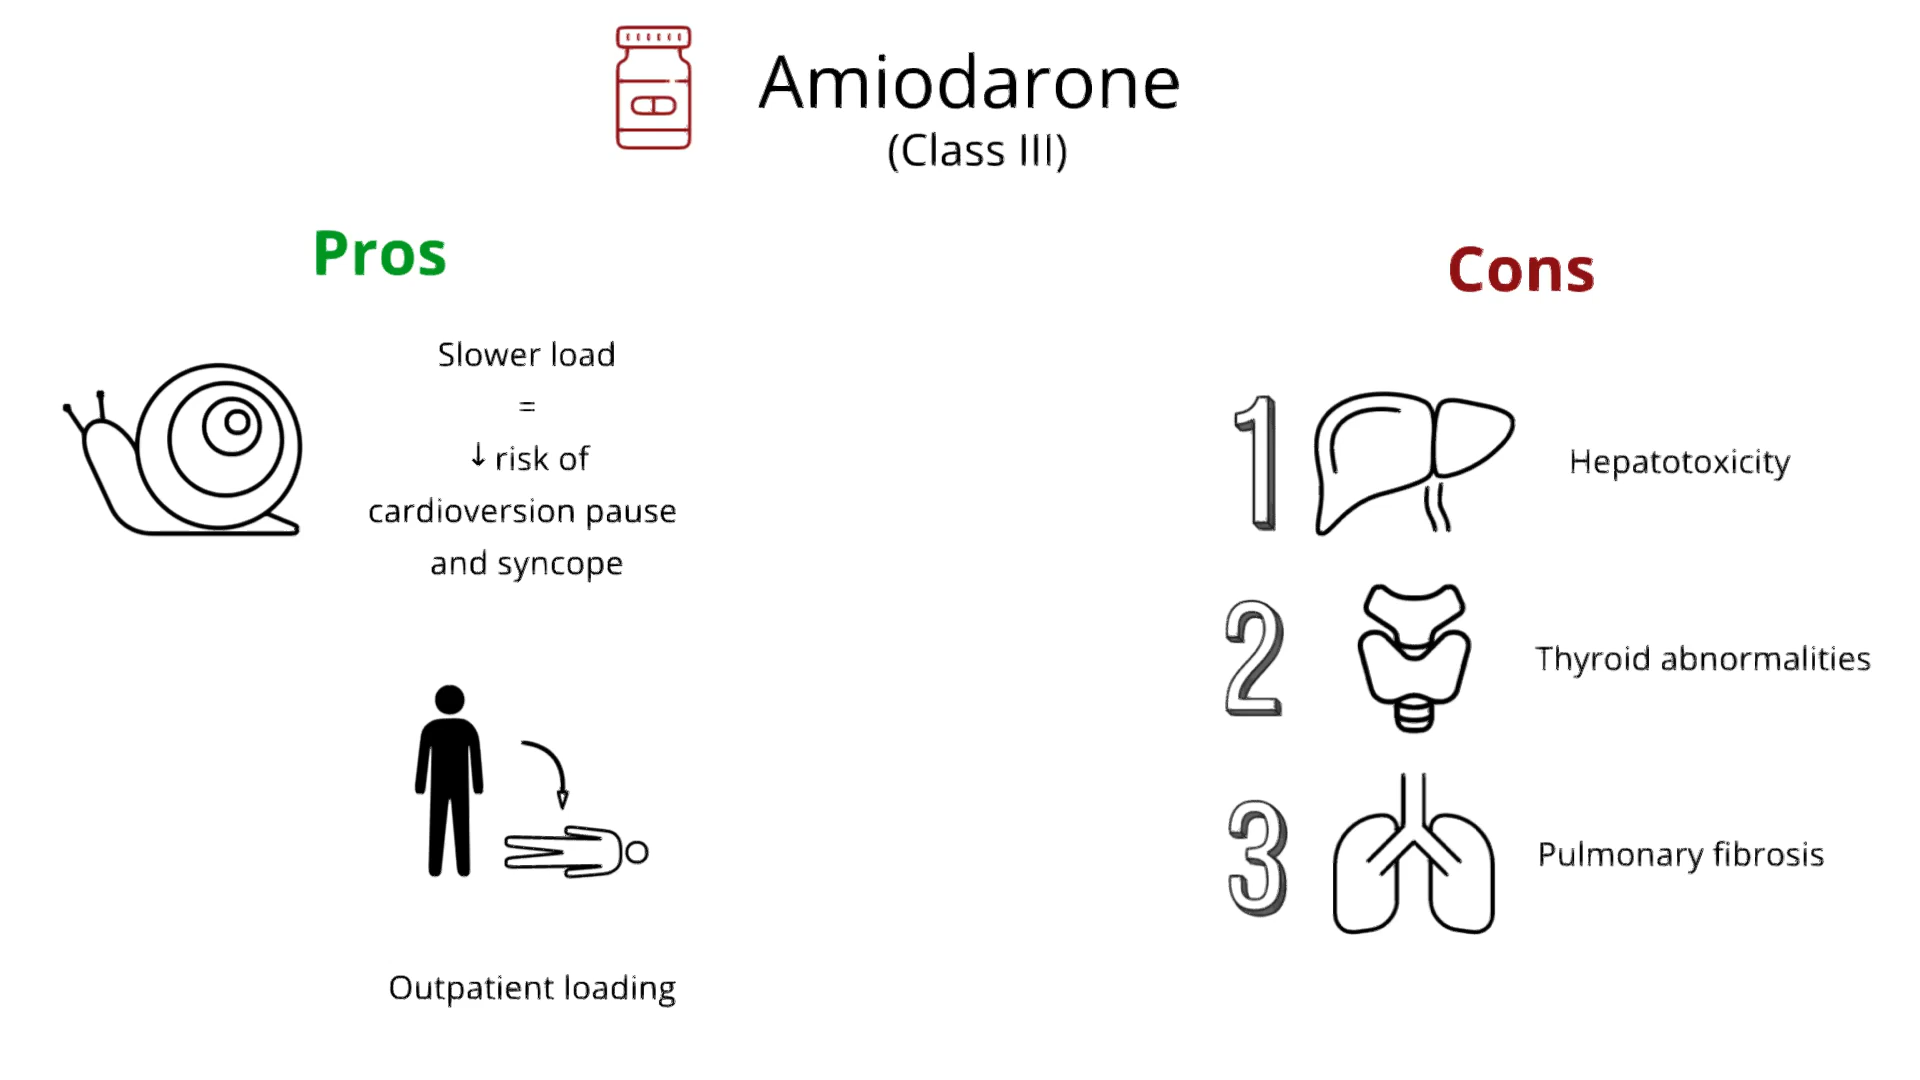 Amiodarone
(Class III)
Pros
Slower load
=
↓ risk of
cardioversion pause
and syncope
Outpatient loading
Cons
1
Hepatotoxicity
2
Thyroid abnormalities
3
Pulmonary fibrosis